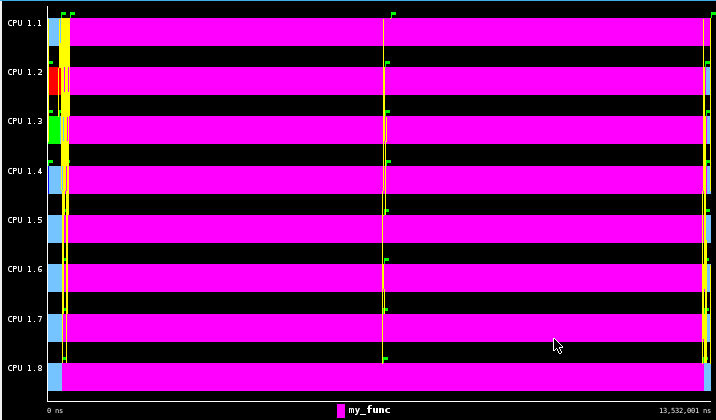 CPU 1.1
CPU 1.2
CPU 1.3
CPU 1.4
CPU 1.5
CPU 1.6
CPU 1.7
CPU 1.8
0 ns my_func 13,532,001 ns